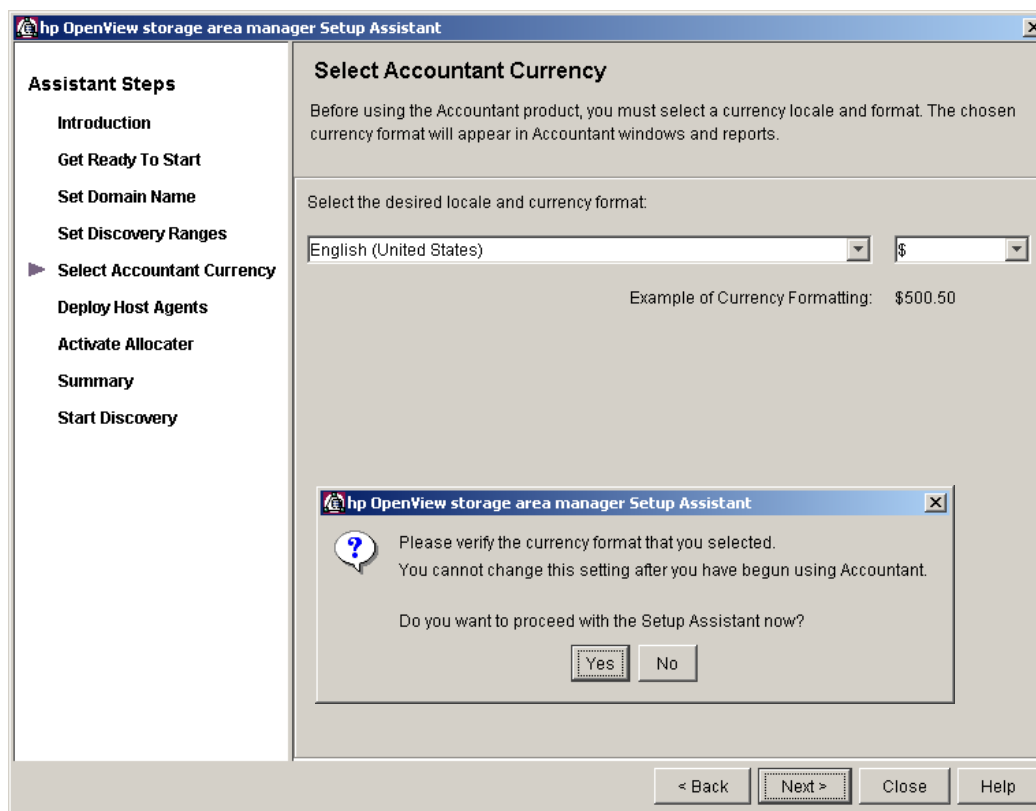 hp OpenView storage area manager Setup Assistant
Assistant Steps
Introduction
Get Ready To Start
Set Domain Name
Set Discovery Ranges
Select Accountant Currency
Deploy Host Agents
Activate Allocater
Summary
Start Discovery
Select Accountant Currency
Before using the Accountant product, you must select a currency locale and format. The chosen
currency format will appear in Accountant windows and reports.
Select the desired locale and currency format:
English (United States)
$
Example of Currency Formatting: $500.50
hp OpenView storage area manager Setup Assistant
Please verify the currency format that you selected.
You cannot change this setting after you have begun using Accountant.
Do you want to proceed with the Setup Assistant now?
Yes
No
< Back
Next >
Close
Help